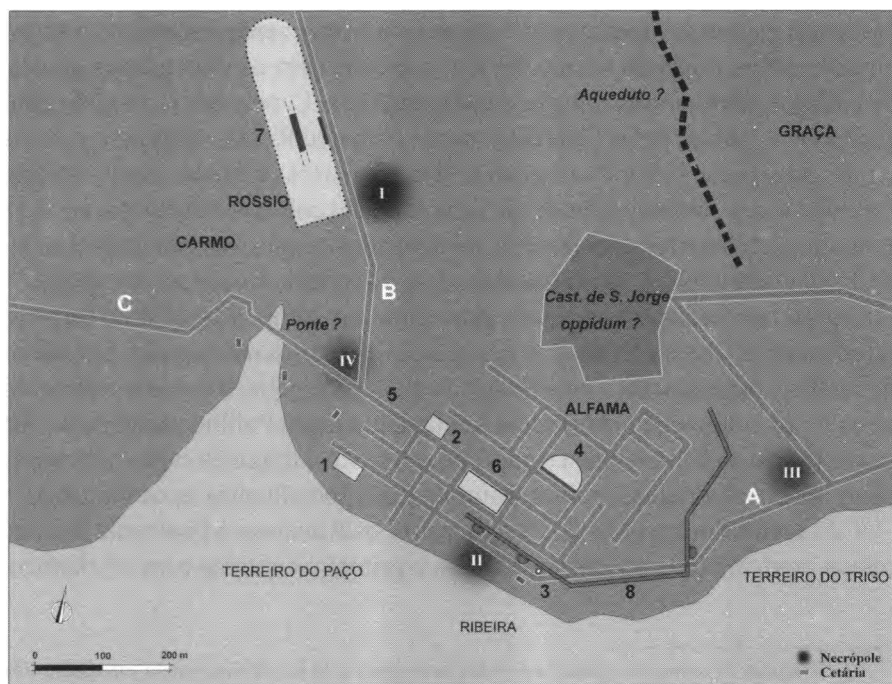 Aqueduto ?
GRAÇA
7
I
ROSSIO
CARMO
B
C
Cast. de S. Jorge
oppidum ?
Ponte ?
IV
5
ALFAMA
2
4
1
6
III
A
II
TERREIRO DO PAÇO
3
8
TERREIRO DO TRIGO
RIBEIRA
0
100
200 m
Necrópole
Cetária